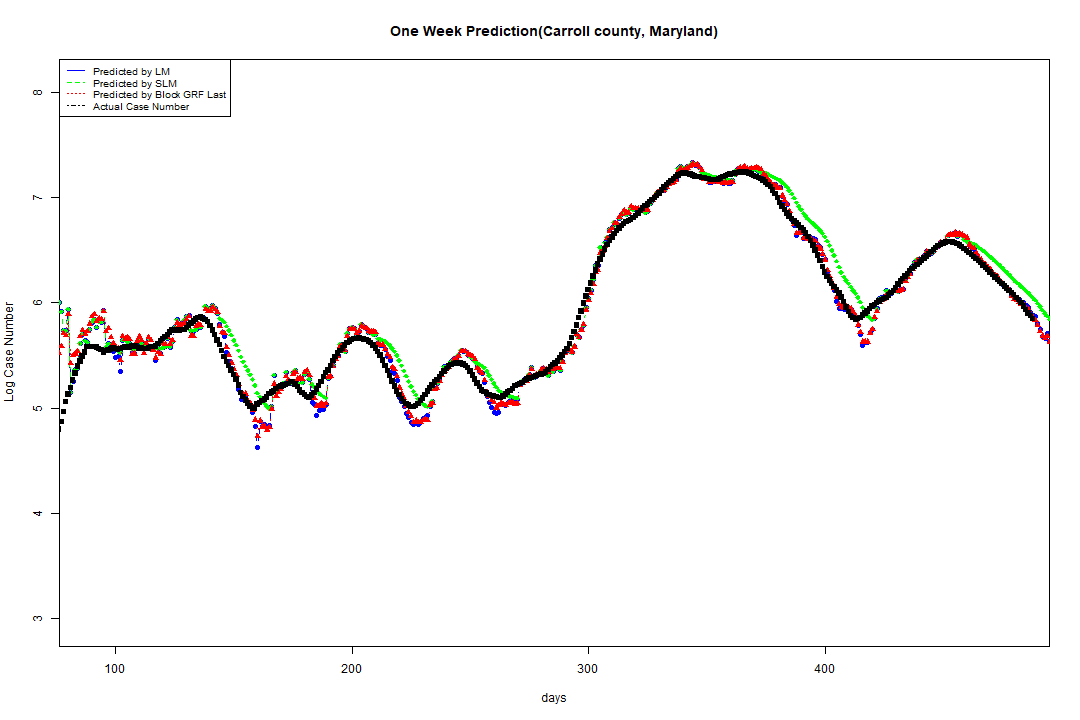 One Week Prediction(Carroll county, Maryland)
Predicted by LM
Predicted by SLM
Predicted by Block GRF Last
Actual Case Number
8
7
6
5
4
3
Log Case Number
100 200 300 400
days